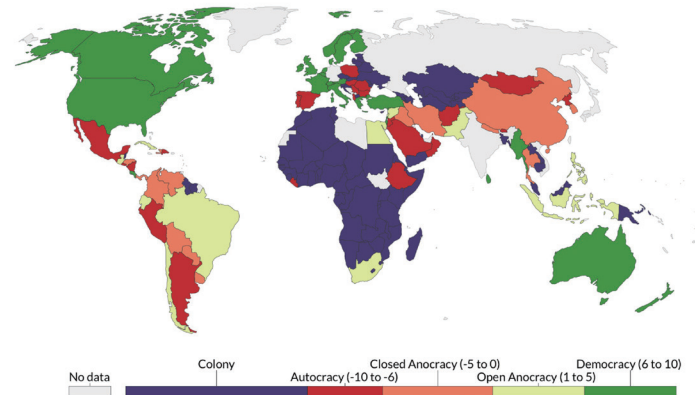 Colony
Closed Anocracy (-5 to 0)
Democracy (6 to 10)
No data
Autocracy (-10 to -6)
Open Anocracy (1 to 5)